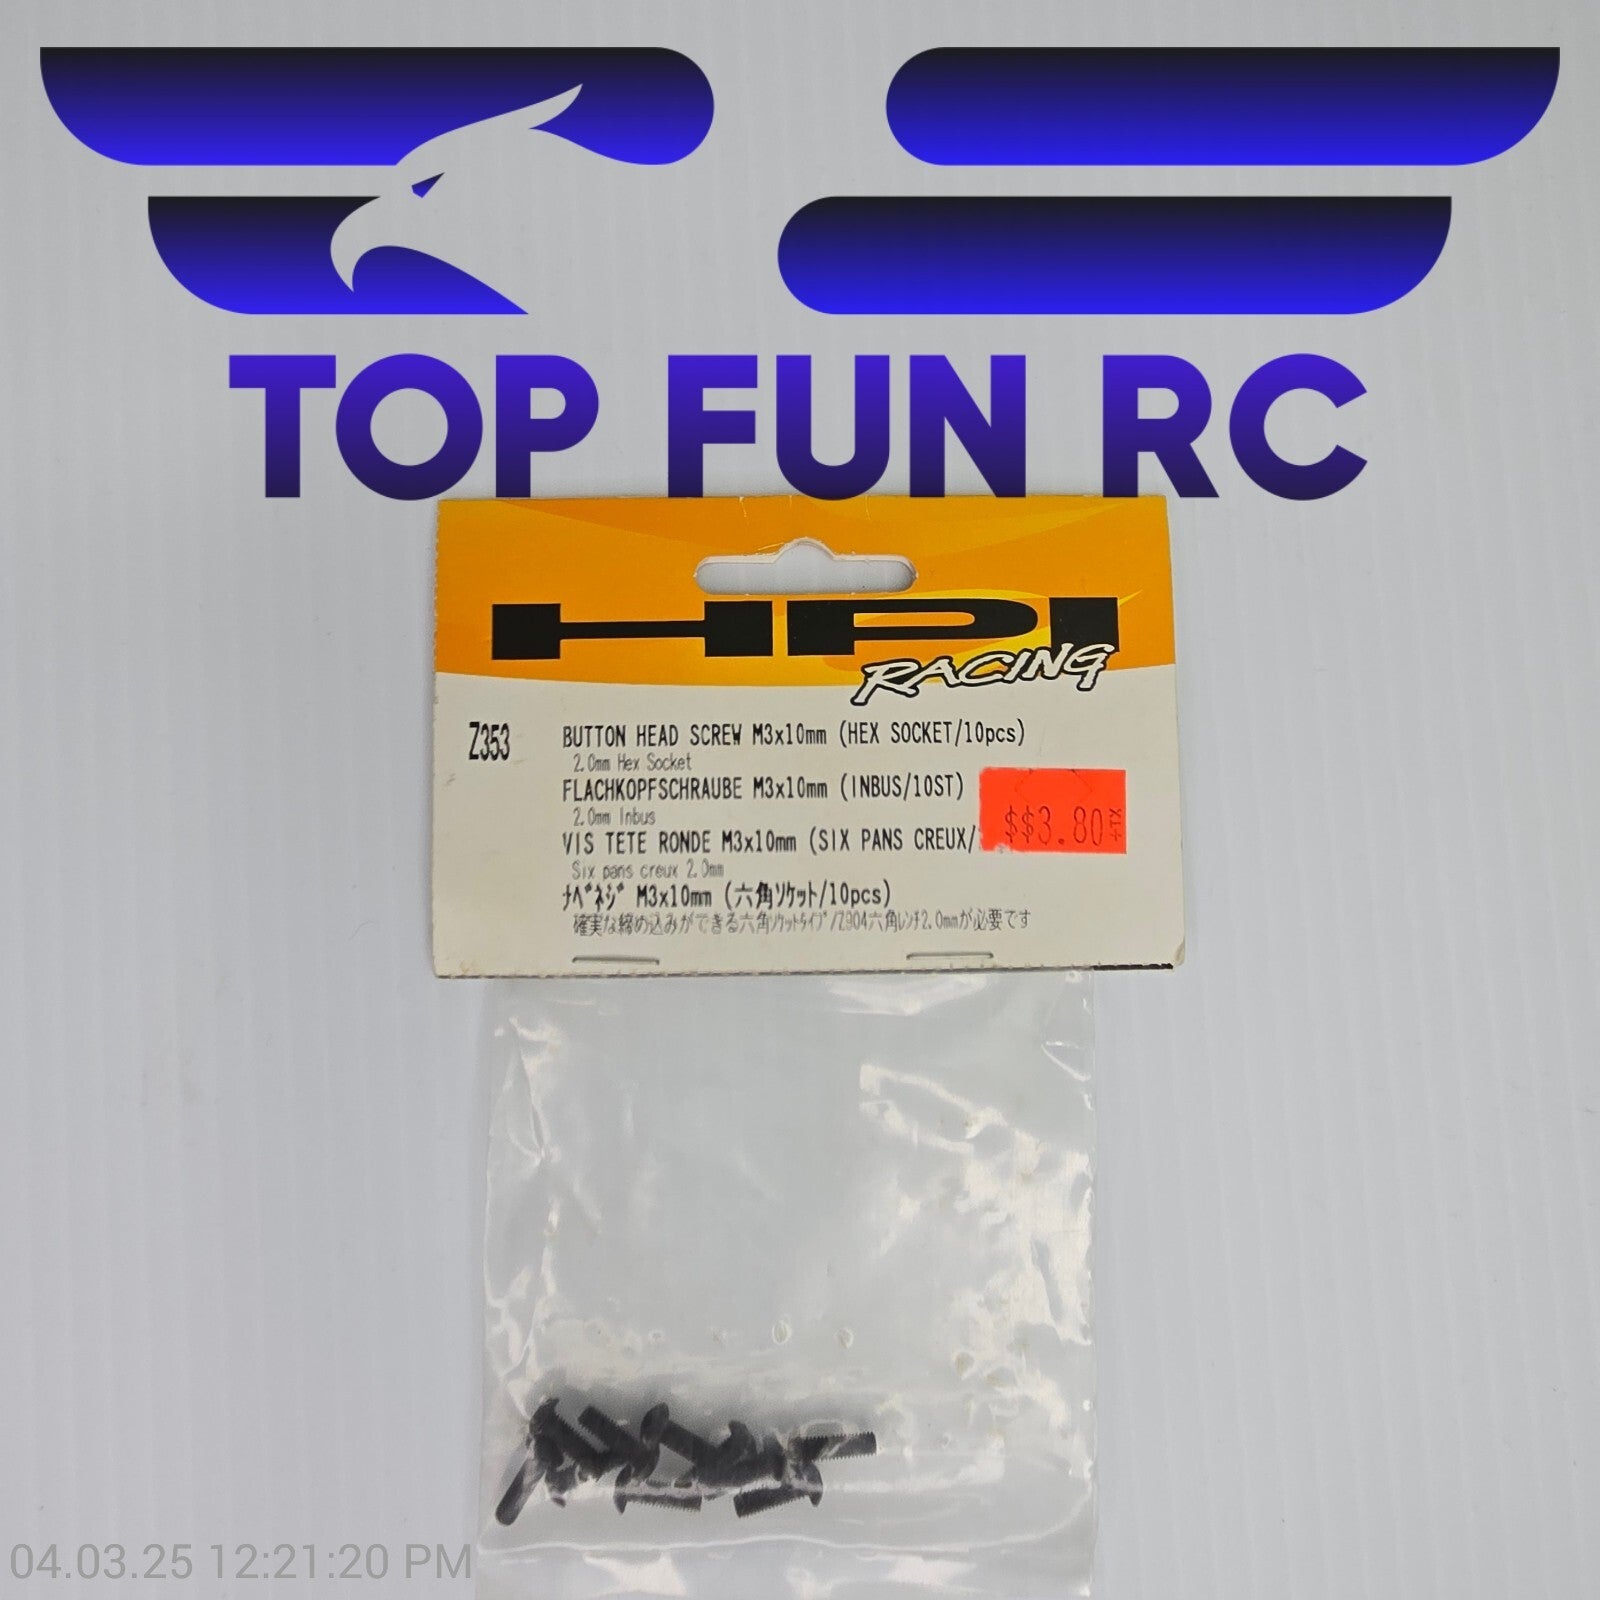 TOP FUN RC
HPI
RACING
Z353
BUTTON HEAD SCREW M3x10mm (HEX SOCKET/10pcs)
2.0mm Hex Socket
FLACHKOPFSCHRAUBE M3x10mm (INBUS/10ST)
2.0mm Inbus
VIS TETE RONDE M3x10mm (SIX PANS CREUX/
Six pans creux 2.0mm
ﾅﾍﾞﾈｼﾞ M3x10mm (六角ｿｹｯﾄ/10pcs)
確実な締め込みができる六角ｿｹｯﾄﾀｲﾌﾟ/Z904六角ﾚﾝﾁ2.0mmが必要です
$$3.80+TX
04.03.25 12:21:20 PM